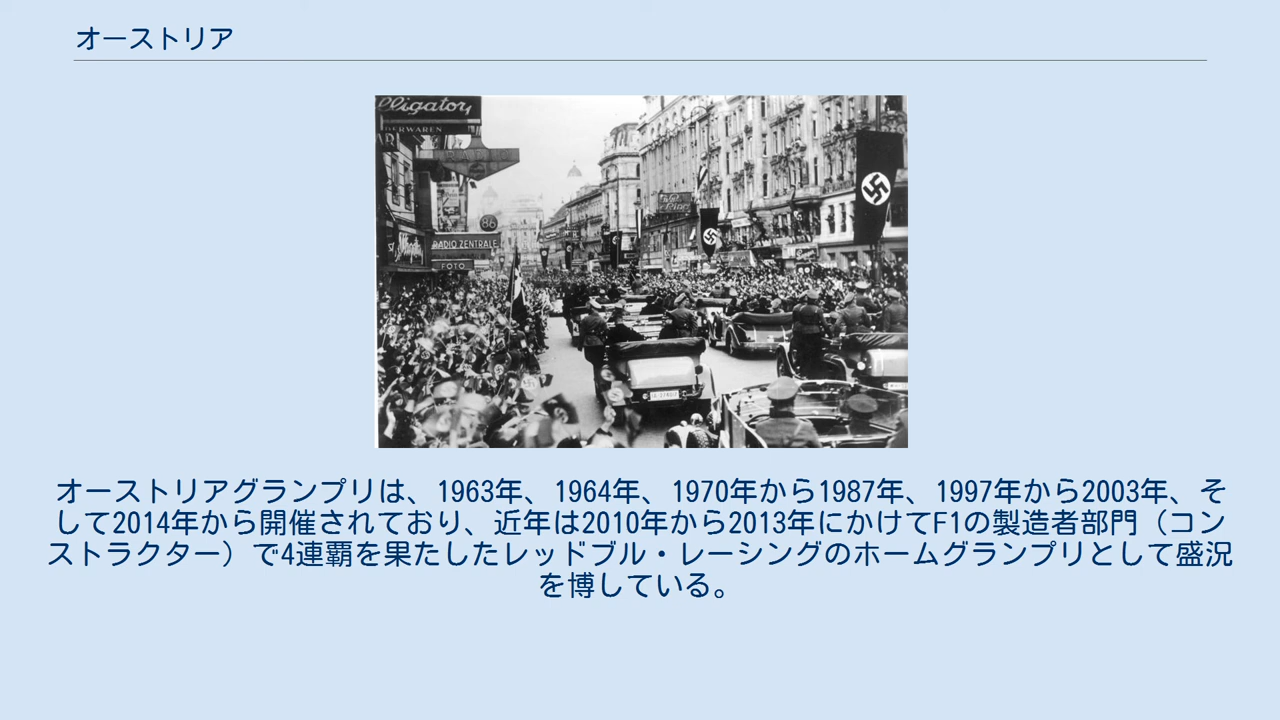 オーストリア
lligator
DERWAREN
86
RADIO ZENTRALE
FOTO
オーストリアグランプリは、1963年、1964年、1970年から1987年、1997年から2003年、そ
して2014年から開催されており、近年は2010年から2013年にかけてF1の製造者部門（コン
ストラクター）で4連覇を果たしたレッドブル・レーシングのホームグランプリとして盛況
を博している。